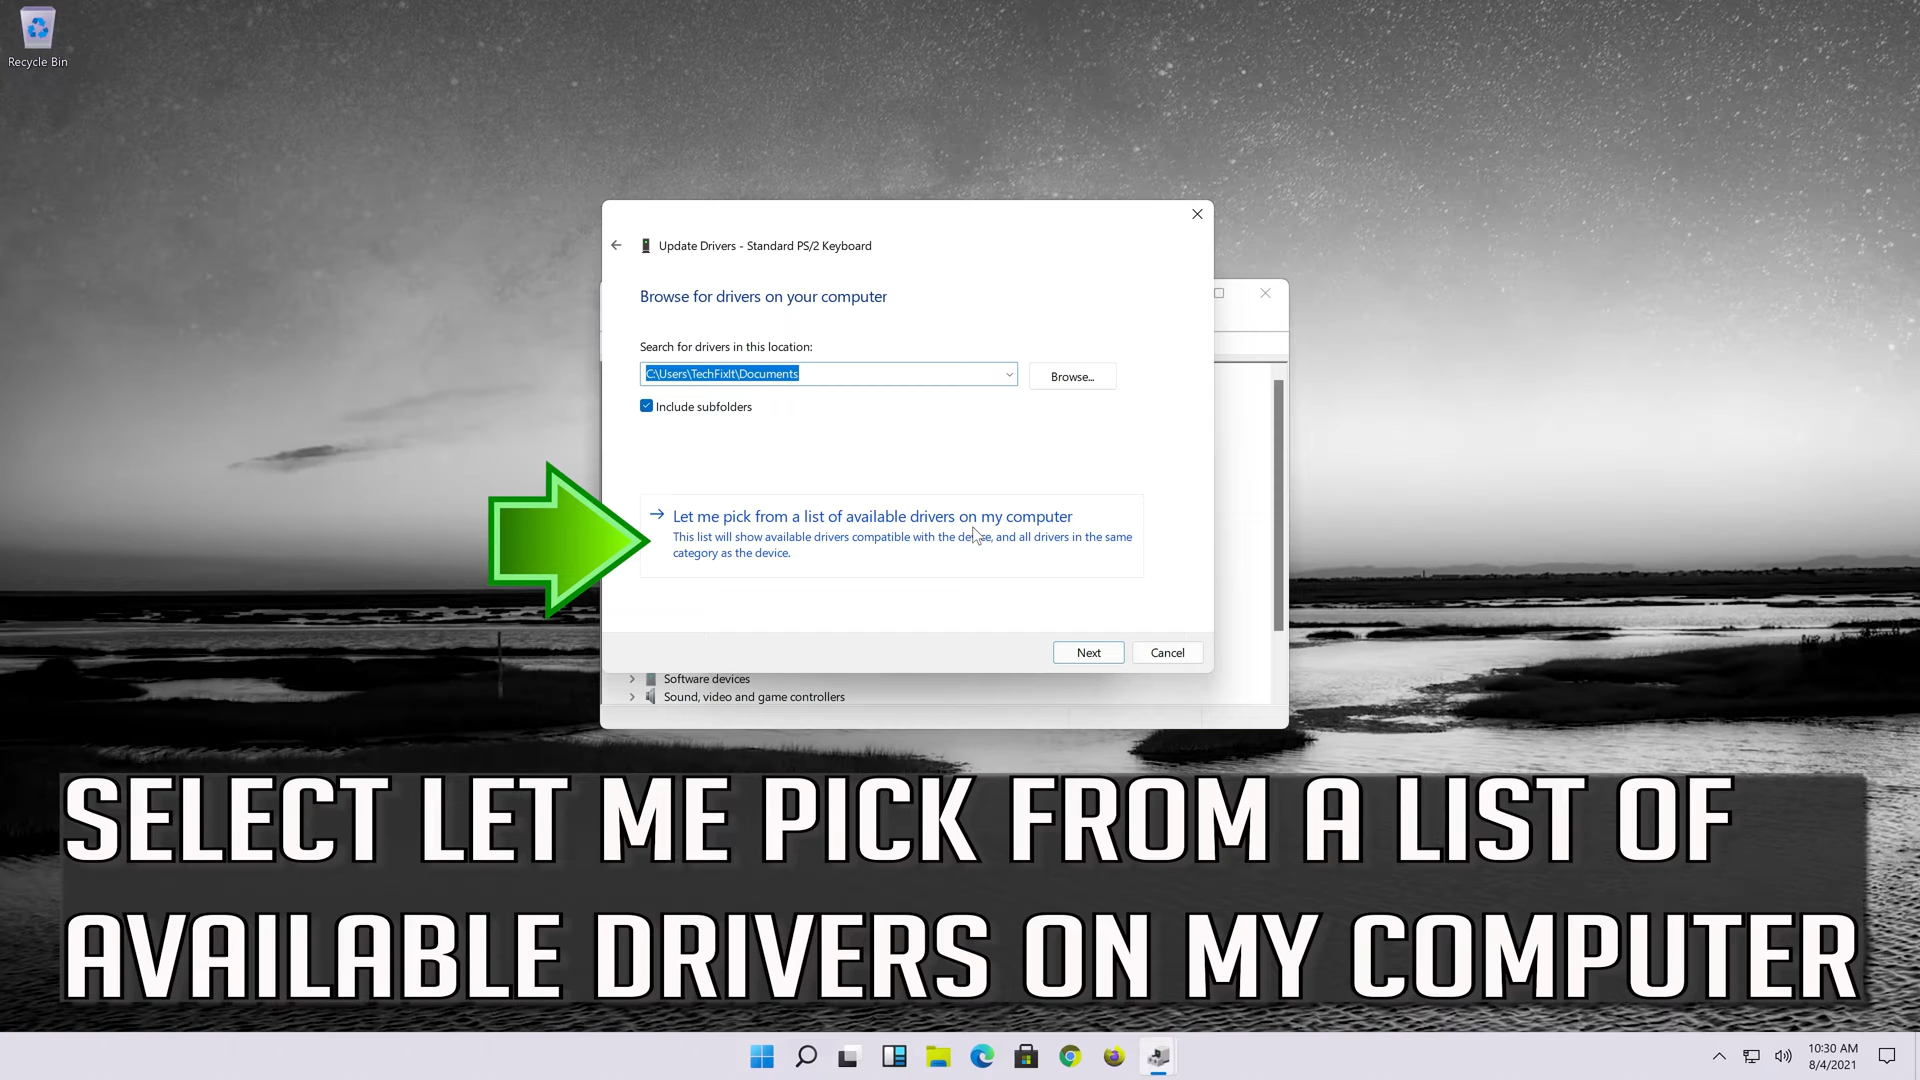 Recycle Bin
Update Drivers - Standard PS/2 Keyboard
Browse for drivers on your computer
Search for drivers in this location:
C:\Users\TechFixIt\Documents
Browse...
Include subfolders
Let me pick from a list of available drivers on my computer
This list will show available drivers compatible with the device, and all drivers in the same
category as the device.
Next
Cancel
Software devices
Sound, video and game controllers
SELECT LET ME PICK FROM A LIST OF
AVAILABLE DRIVERS ON MY COMPUTER
10:30 AM
8/4/2021